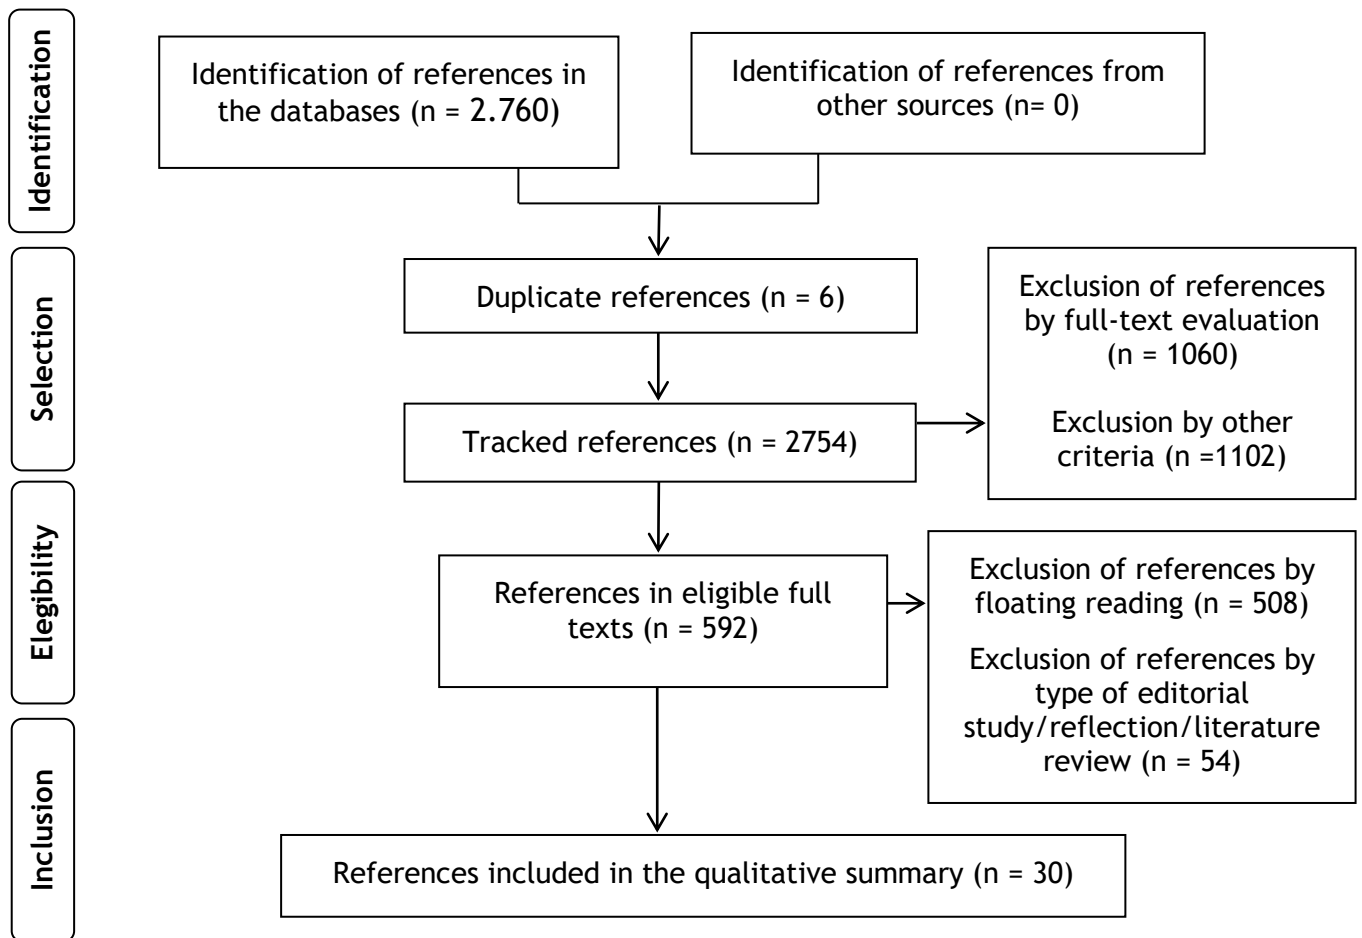 Identification
Identification of references in
the databases (n = 2.760)
Identification of references from
other sources (n= 0)
Selection
Duplicate references (n = 6)
Tracked references (n = 2754)
Exclusion of references
by full-text evaluation
(n = 1060)
Exclusion by other
criteria (n =1102)
Elegibility
References in eligible full
texts (n = 592)
Exclusion of references by
floating reading (n = 508)
Exclusion of references by
type of editorial
study/reflection/literature
review (n = 54)
Inclusion
References included in the qualitative summary (n = 30)